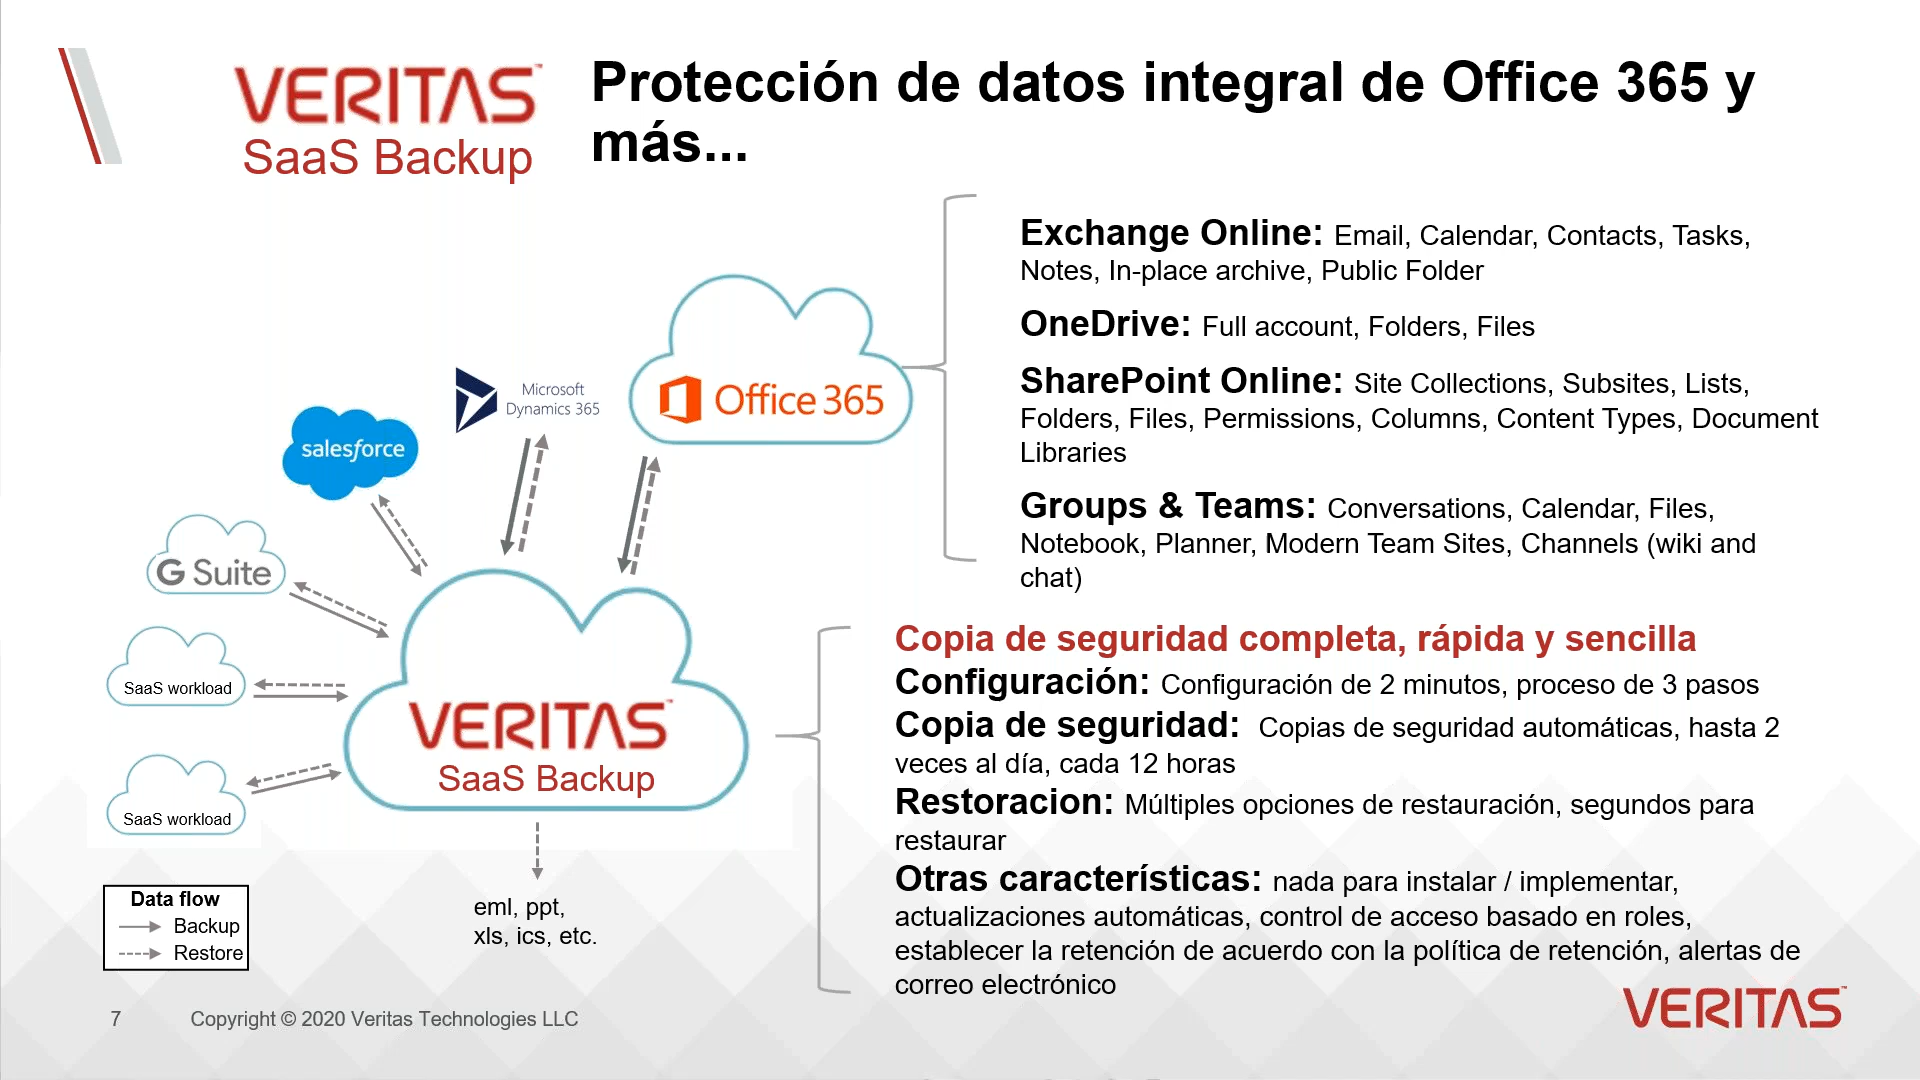 VERITAS™
SaaS Backup
Protección de datos integral de Office 365 y
más...
Exchange Online: Email, Calendar, Contacts, Tasks,
Notes, In-place archive, Public Folder
OneDrive: Full account, Folders, Files
SharePoint Online: Site Collections, Subsites, Lists,
Folders, Files, Permissions, Columns, Content Types, Document
Libraries
Groups & Teams: Conversations, Calendar, Files,
Notebook, Planner, Modern Team Sites, Channels (wiki and
chat)
Office 365
Microsoft
Dynamics 365
salesforce
G Suite
SaaS workload
SaaS workload
VERITAS™
SaaS Backup
eml, ppt,
xls, ics, etc.
Copia de seguridad completa, rápida y sencilla
Configuración: Configuración de 2 minutos, proceso de 3 pasos
Copia de seguridad: Copias de seguridad automáticas, hasta 2
veces al día, cada 12 horas
Restoracion: Múltiples opciones de restauración, segundos para
restaurar
Otras características: nada para instalar / implementar,
actualizaciones automáticas, control de acceso basado en roles,
establecer la retención de acuerdo con la política de retención, alertas de
correo electrónico
Data flow
Backup
Restore
7
Copyright © 2020 Veritas Technologies LLC
VERITAS™